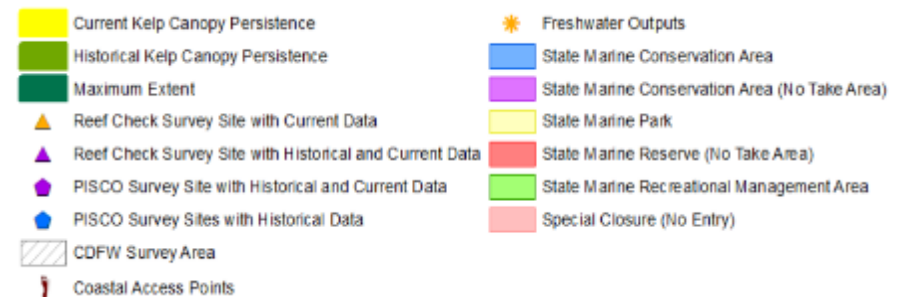 Current Kelp Canopy Persistence
Historical Kelp Canopy Persistence
Maximum Extent
Reef Check Survey Site with Current Data
Reef Check Survey Site with Historical and Current Data
PISCO Survey Site with Historical and Current Data
PISCO Survey Sites with Historical Data
CDFW Survey Area
Coastal Access Points
Freshwater Outputs
State Marine Conservation Area
State Marine Conservation Area (No Take Area)
State Marine Park
State Marine Reserve (No Take Area)
State Marine Recreational Management Area
Special Closure (No Entry)